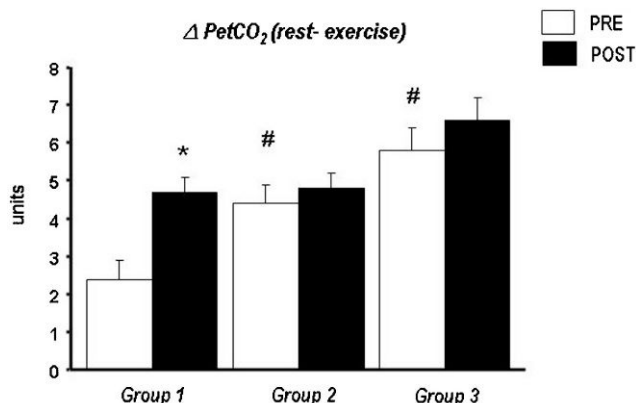 Δ PetCO₂ (rest- exercise)
PRE
POST
8
7
6
5
4
3
2
1
0
units
*
#
#
Group 1
Group 2
Group 3